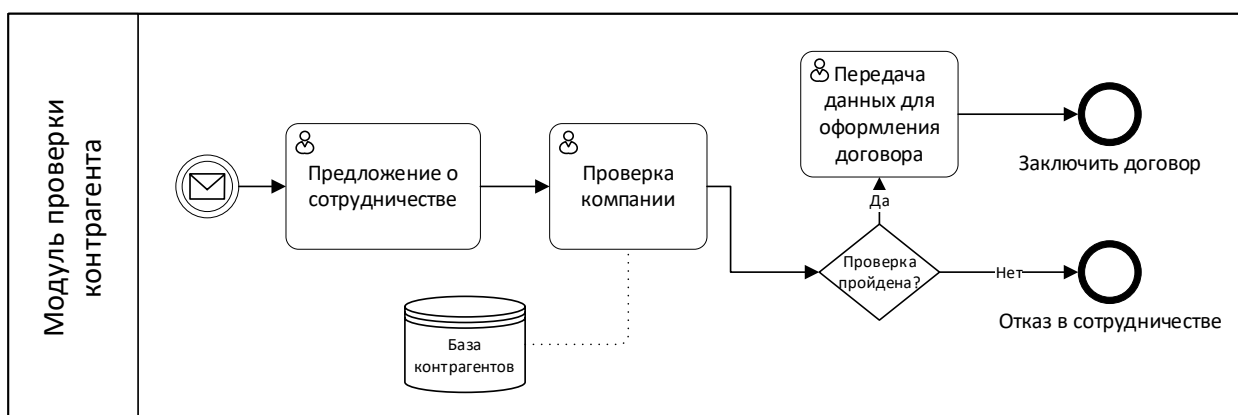 Модуль проверки
контрагента
Предложение о
сотрудничестве
Проверка
компании
База
контрагентов
Проверка
пройдена?
Да
Передача
данных для
оформления
договора
Заключить договор
Нет
Отказ в сотрудничестве